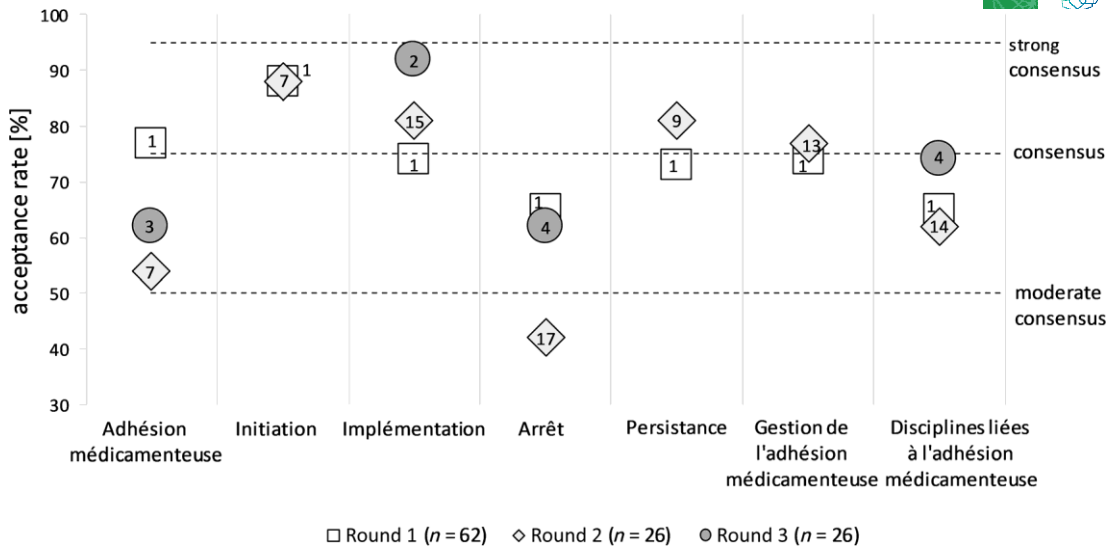 100
90
80
70
60
50
40
30
acceptance rate [%]
strong
consensus
consensus
moderate
consensus
1
3
7
7
1
2
15
1
1
4
17
9
1
13
1
4
1
14
Adhésion
médicamenteuse
Initiation
Implémentation
Arrêt
Persistance
Gestion de
l'adhésion
médicamenteuse
Disciplines liées
à l'adhésion
médicamenteuse
Round 1 (n = 62) Round 2 (n = 26) Round 3 (n = 26)